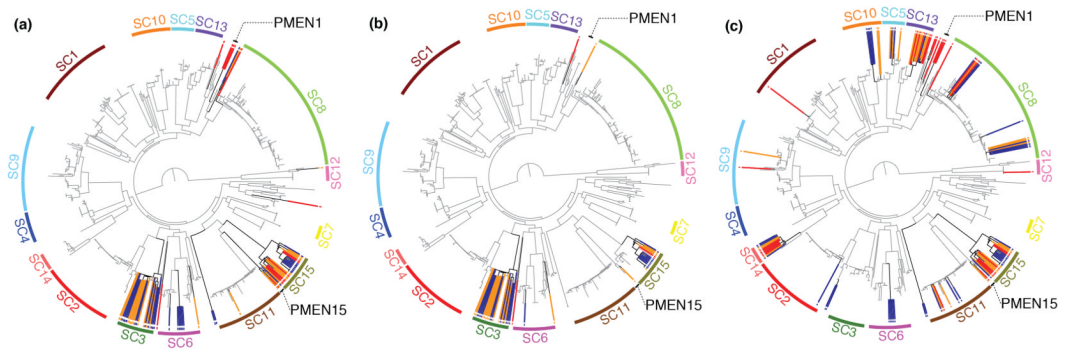 (a)
SC10
SC5
SC13
PMEN1
SC1
SC8
SC9
SC12
SC4
SC7
SC14
SC15
SC2
PMEN15
SC11
SC3
SC6
(b)
SC10
SC5
SC13
PMEN1
SC1
SC8
SC9
SC12
SC4
SC7
SC14
SC15
SC2
PMEN15
SC11
SC3
SC6
(c)
SC10
SC5
SC13
PMEN1
SC1
SC8
SC9
SC12
SC4
SC7
SC14
SC15
SC2
PMEN15
SC11
SC3
SC6